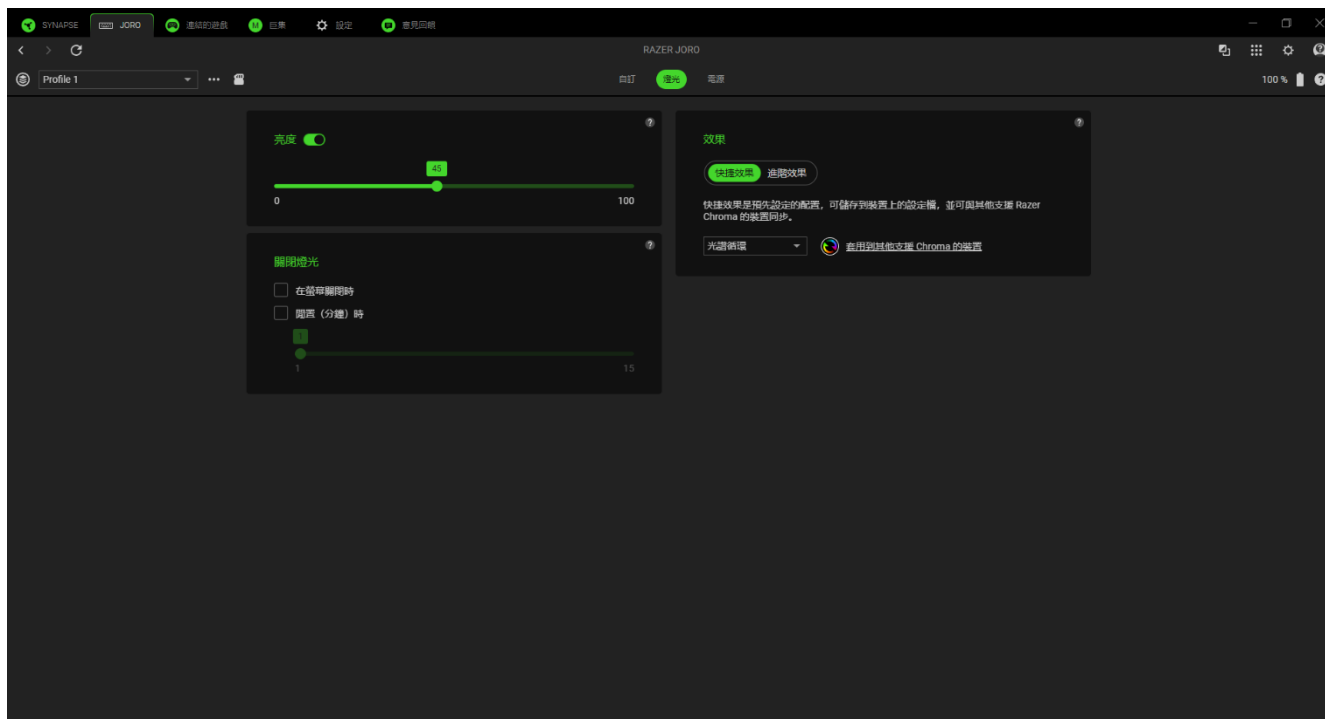 SYNAPSE JORO 連結的遊戲 M 巨集 設定 意見回饋
RAZER JORO
Profile 1 自訂 燈光 電源 100 %
亮度
45
0 100
關閉燈光
在螢幕關閉時
閒置（分鐘）時
1
1 15
效果
快捷效果 進階效果
快捷效果是預先設定的配置，可儲存到裝置上的設定檔，並可與其他支援 Razer
Chroma 的裝置同步。
光譜循環 套用到其他支援 Chroma 的裝置